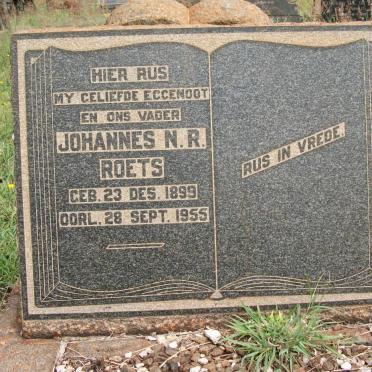 HIER RUS
MY GELIEFDE EGGENOOT
EN ONS VADER
JOHANNES N. R.
ROETS
GEB. 23 DES. 1899
OORL. 28 SEPT. 1955
RUS IN VREDE.